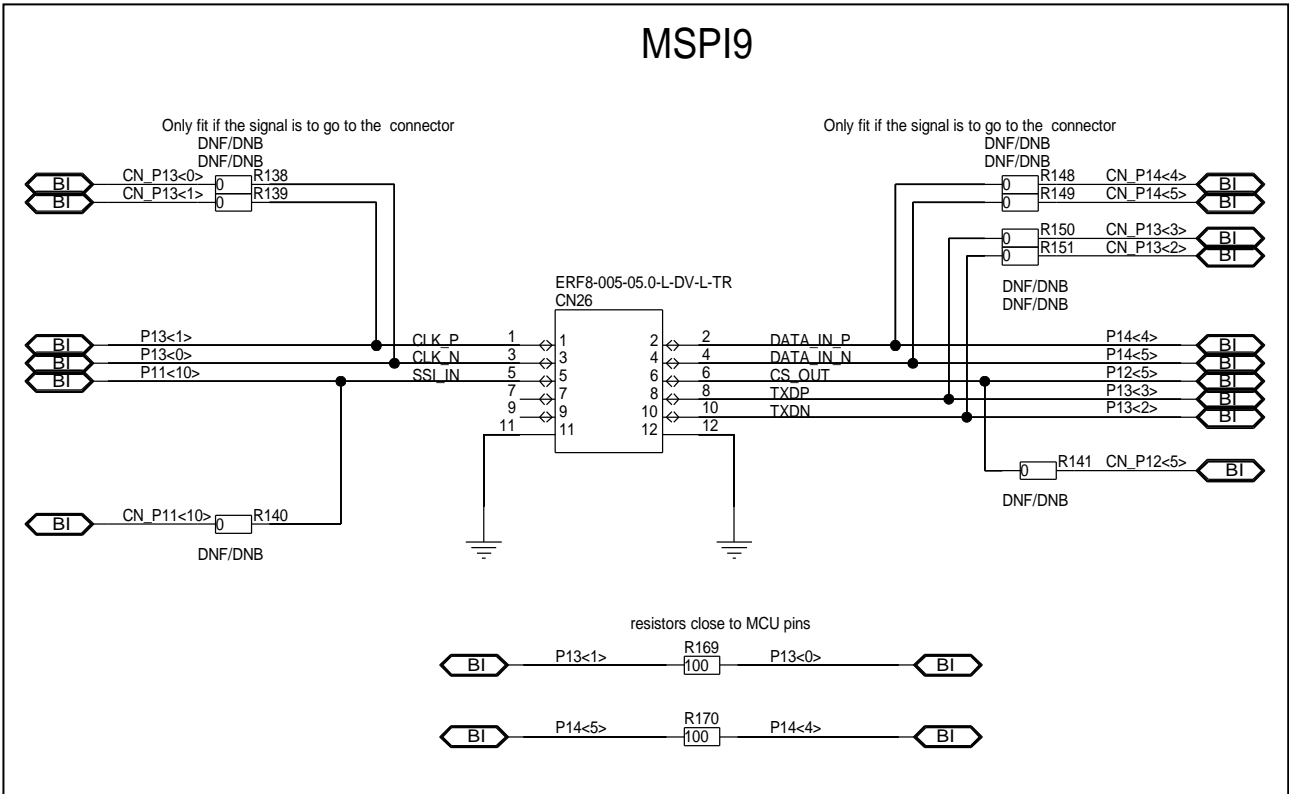 MSPI9
Only fit if the signal is to go to the connector
DNF/DNB
DNF/DNB
BI CN_P13<0> 0 R138
BI CN_P13<1> 0 R139
Only fit if the signal is to go to the connector
DNF/DNB
DNF/DNB
0 R148 CN_P14<4> BI
0 R149 CN_P14<5> BI
0 R150 CN_P13<3> BI
0 R151 CN_P13<2> BI
DNF/DNB
DNF/DNB
ERF8-005-05.0-L-DV-L-TR
CN26
BI P13<1> CLK_P 1 1 2 2 DATA_IN_P P14<4> BI
BI P13<0> CLK_N 3 3 4 4 DATA_IN_N P14<5> BI
BI P11<10> SSI_IN 5 5 6 6 CS_OUT P12<5> BI
7 7 8 8 TXDP P13<3> BI
9 9 10 10 TXDN P13<2> BI
11 11 12 12
0 R141 CN_P12<5> BI
DNF/DNB
BI CN_P11<10> 0 R140
DNF/DNB
resistors close to MCU pins
R169
BI P13<1> 100 P13<0> BI
R170
BI P14<5> 100 P14<4> BI